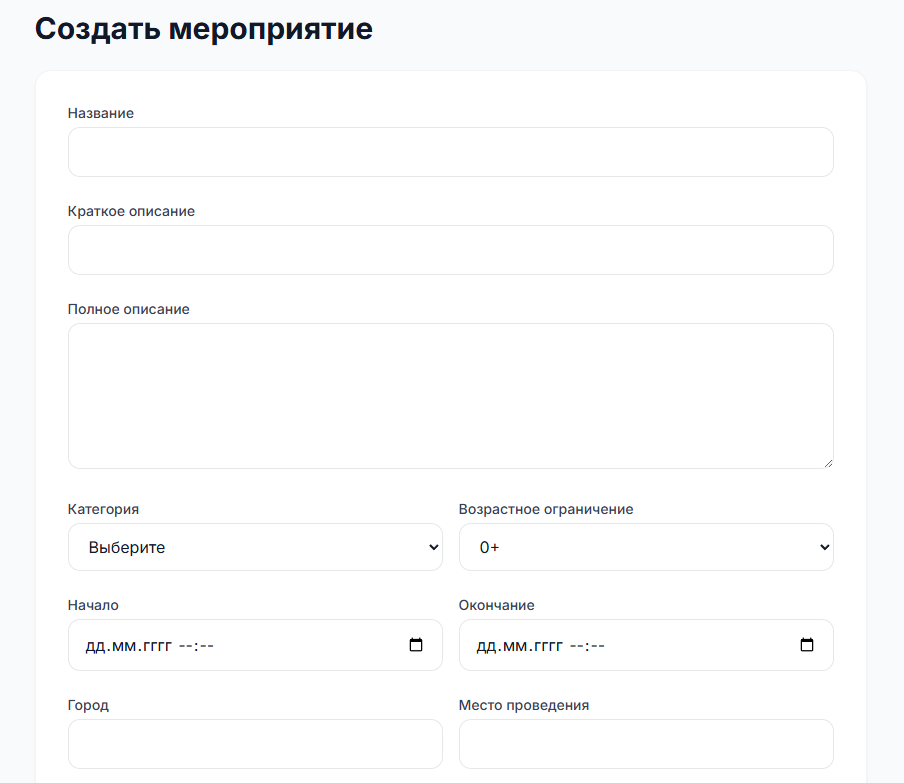 Создать мероприятие
Название
Краткое описание
Полное описание
Категория Возрастное ограничение
Выберите 0+
Начало Окончание
дд.мм.гггг --:-- дд.мм.гггг --:--
Город Место проведения